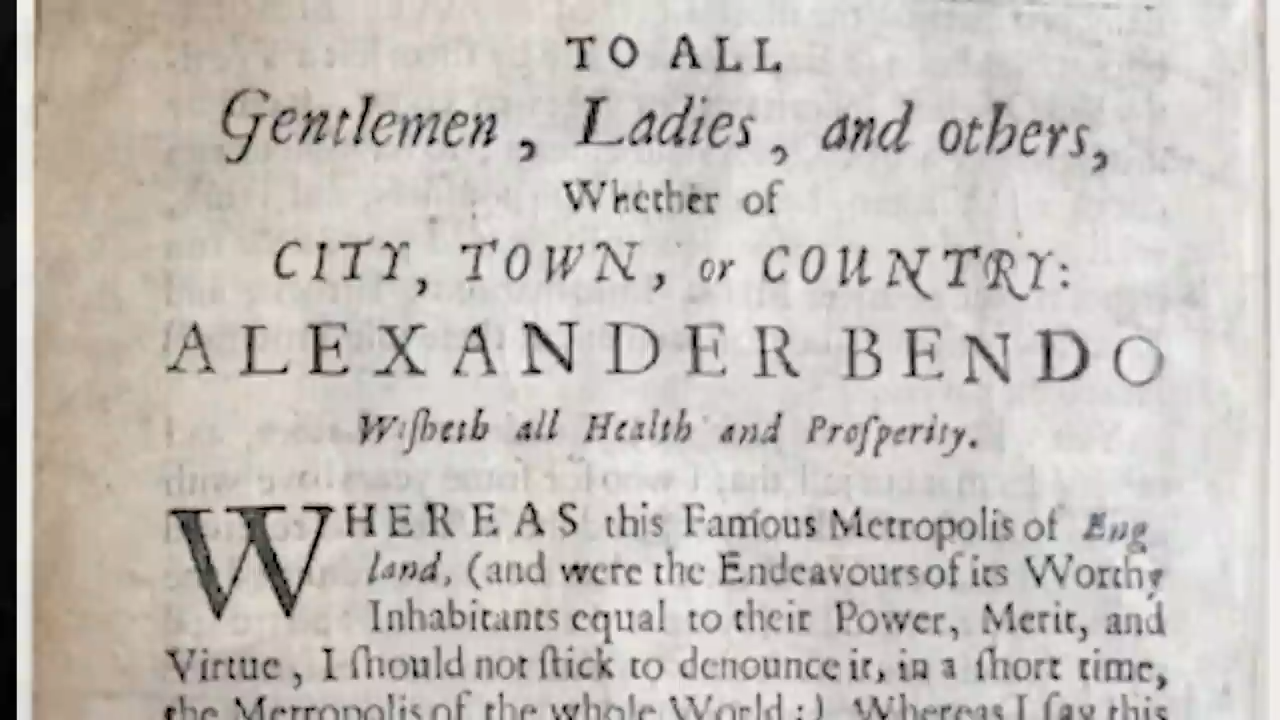 TO ALL
Gentlemen, Ladies, and others,
Whether of
CITY, TOWN, or COUNTRY:
ALEXANDER BENDO
Wiſheth all Health and Proſperity.
WHEREAS this Famous Metropolis of Eng
land, (and were the Endeavours of its Worthy
Inhabitants equal to their Power, Merit, and
Virtue, I ſhould not ſtick to denounce it, in a ſhort time,
the Metropolis of the whole World;) Whereas I ſay this